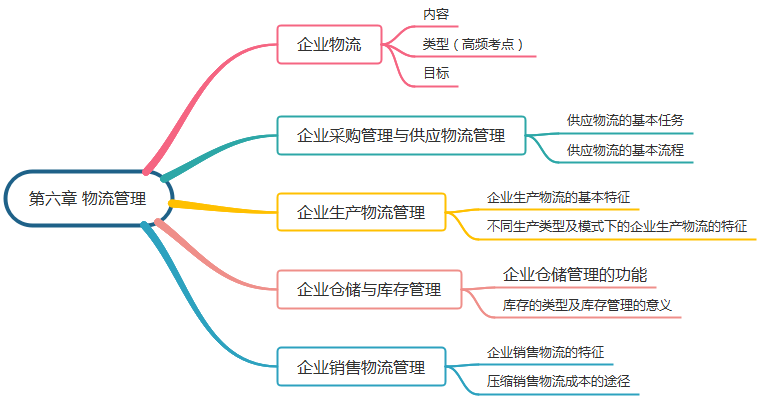 第六章 物流管理
企业物流
内容
类型（高频考点）
目标
企业采购管理与供应物流管理
供应物流的基本任务
供应物流的基本流程
企业生产物流管理
企业生产物流的基本特征
不同生产类型及模式下的企业生产物流的特征
企业仓储与库存管理
企业仓储管理的功能
库存的类型及库存管理的意义
企业销售物流管理
企业销售物流的特征
压缩销售物流成本的途径